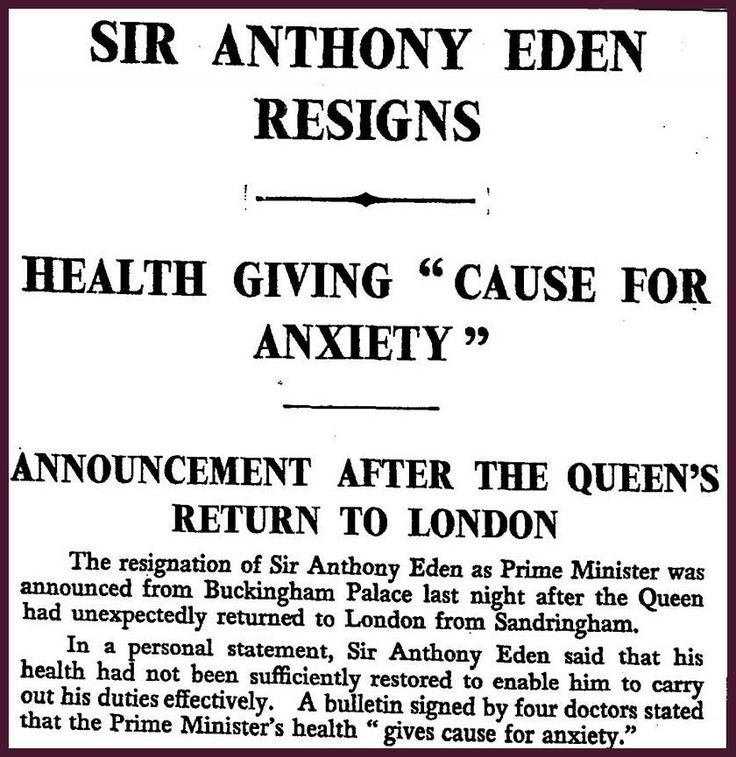 SIR ANTHONY EDEN
RESIGNS
HEALTH GIVING “CAUSE FOR
ANXIETY”
ANNOUNCEMENT AFTER THE QUEEN'S
RETURN TO LONDON
The resignation of Sir Anthony Eden as Prime Minister was
announced from Buckingham Palace last night after the Queen
had unexpectedly returned to London from Sandringham.
In a personal statement, Sir Anthony Eden said that his
health had not been sufficiently restored to enable him to carry
out his duties effectively. A bulletin signed by four doctors stated
that the Prime Minister's health “gives cause for anxiety.”